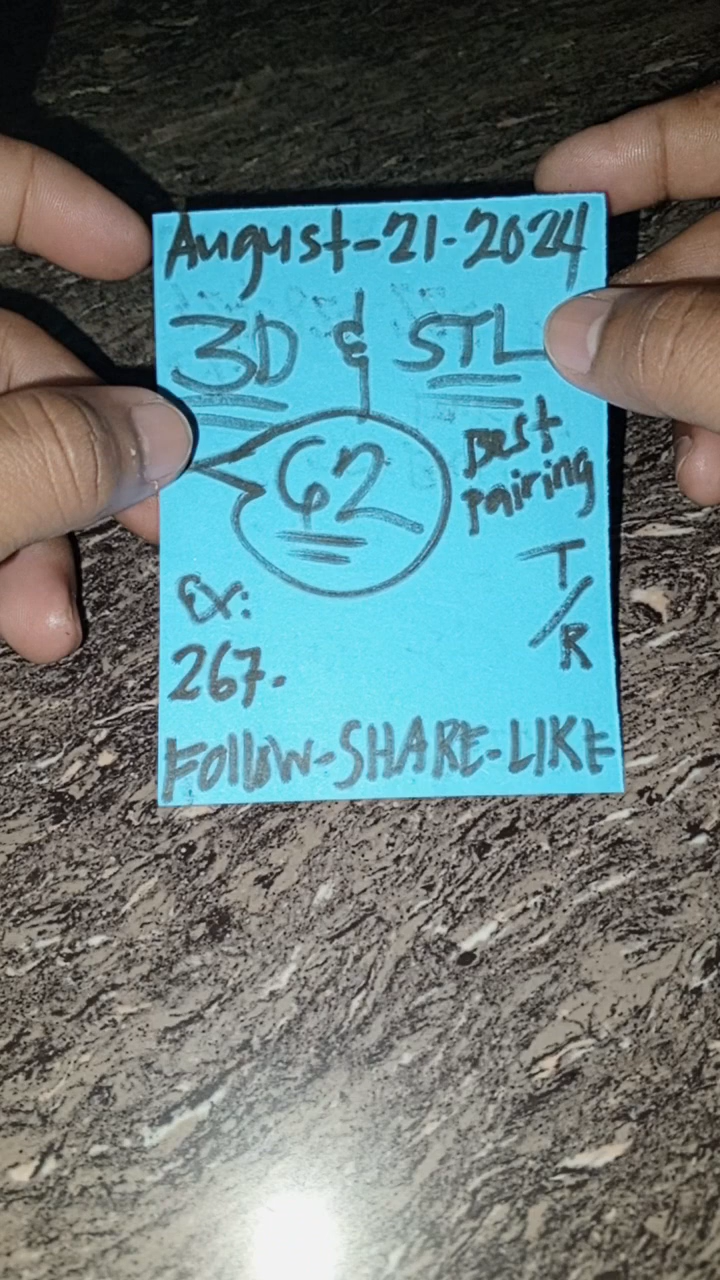 August-21-2024
3D & STL
62
Best
pairing
T/R
Ex:
267.
Follow-SHARE-LIKE